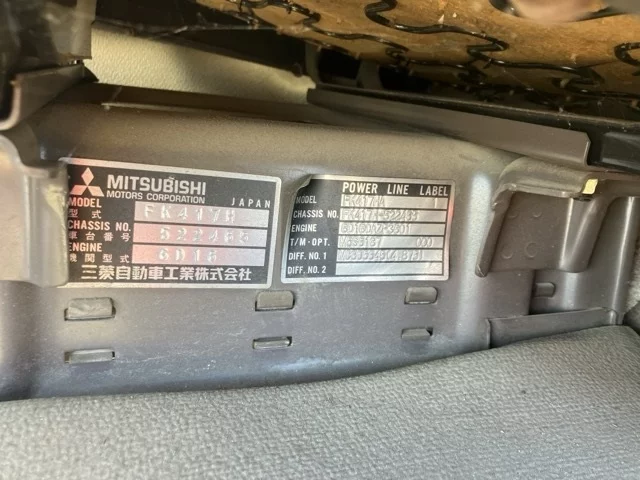 MITSUBISHI
MOTORS CORPORATION JAPAN
MODEL
型式 FK417H
CHASSIS NO.
車台番号 522465
ENGINE
機関型式 6D16
三菱自動車工業株式会社
POWER LINE LABEL
MODEL
CHASSIS NO.
ENGINE
T/M·OPT. 000
DIFF. NO. 1
DIFF. NO. 2